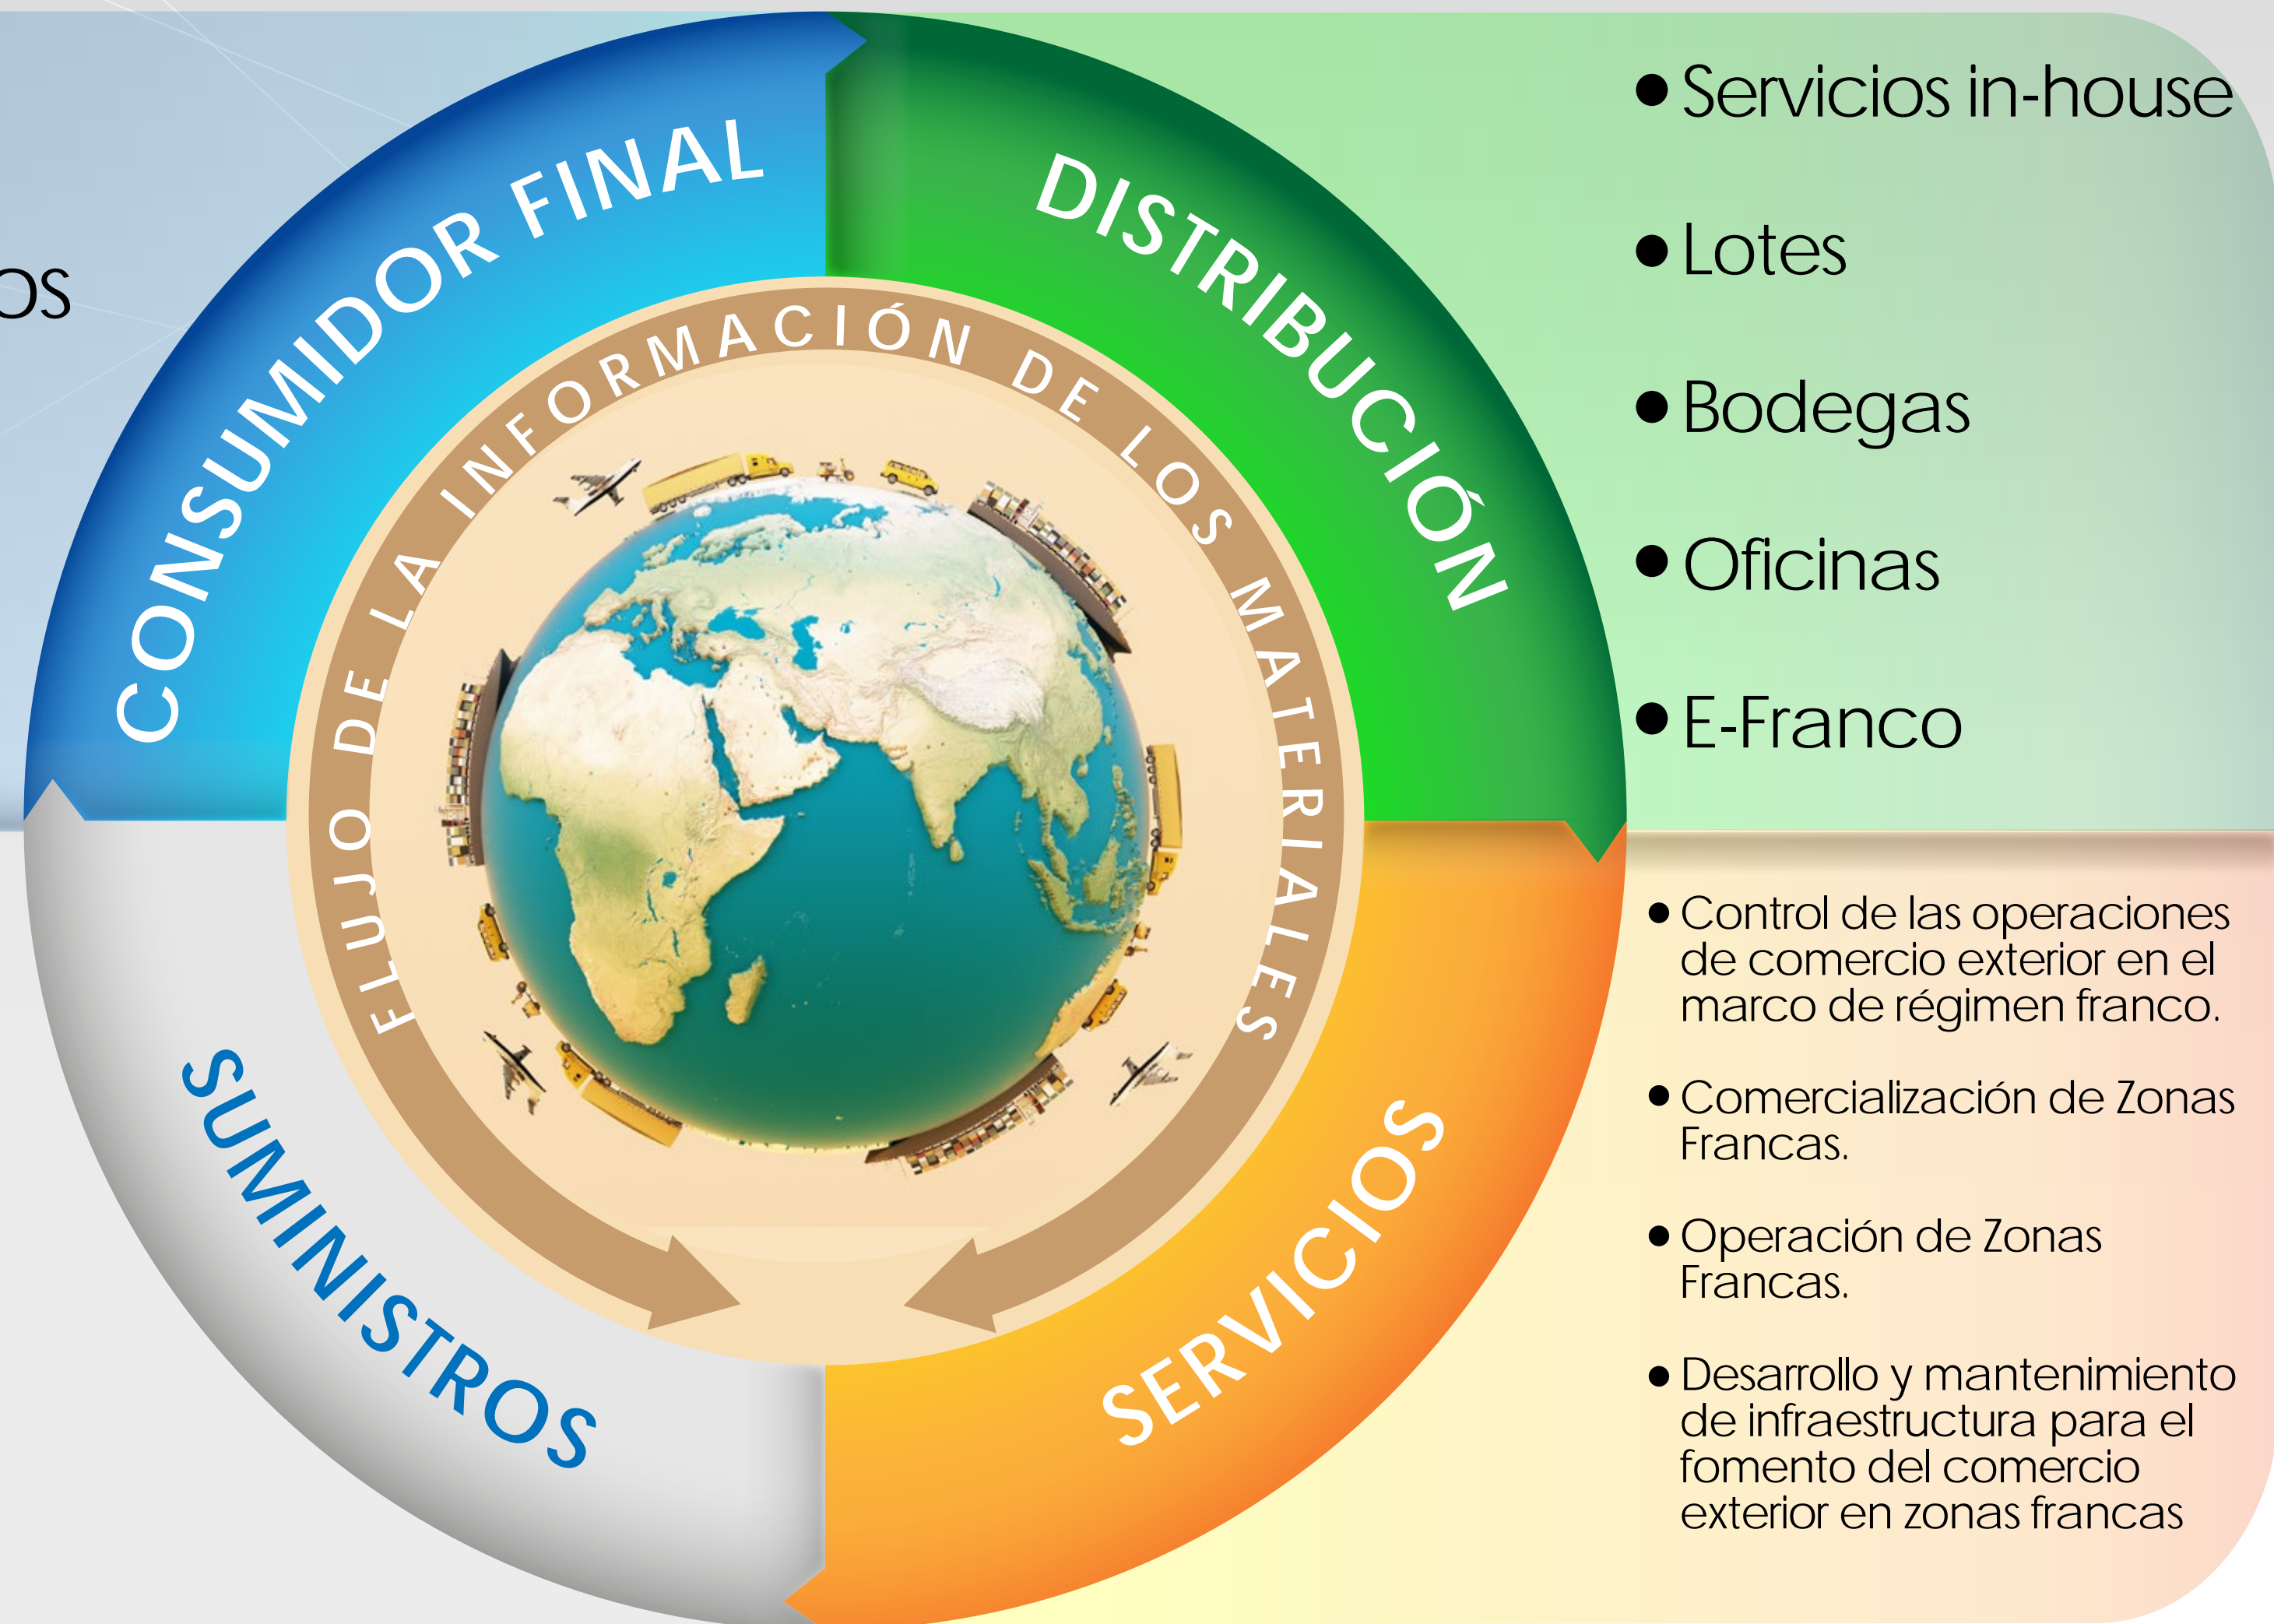 CONSUMIDOR FINAL
DISTRIBUCIÓN
SERVICIOS
SUMINISTROS
FLUJO DE LA INFORMACIÓN DE LOS MATERIALES
• Servicios in-house
• Lotes
• Bodegas
• Oficinas
• E-Franco
• Control de las operaciones
de comercio exterior en el
marco de régimen franco.
• Comercialización de Zonas
Francas.
• Operación de Zonas
Francas.
• Desarrollo y mantenimiento
de infraestructura para el
fomento del comercio
exterior en zonas francas